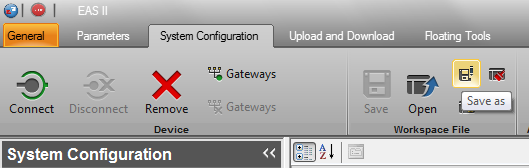 EAS II
General Parameters System Configuration Upload and Download Floating Tools
Gateways
Connect Disconnect Remove Gateways Save Open Save as
Device Workspace File
System Configuration